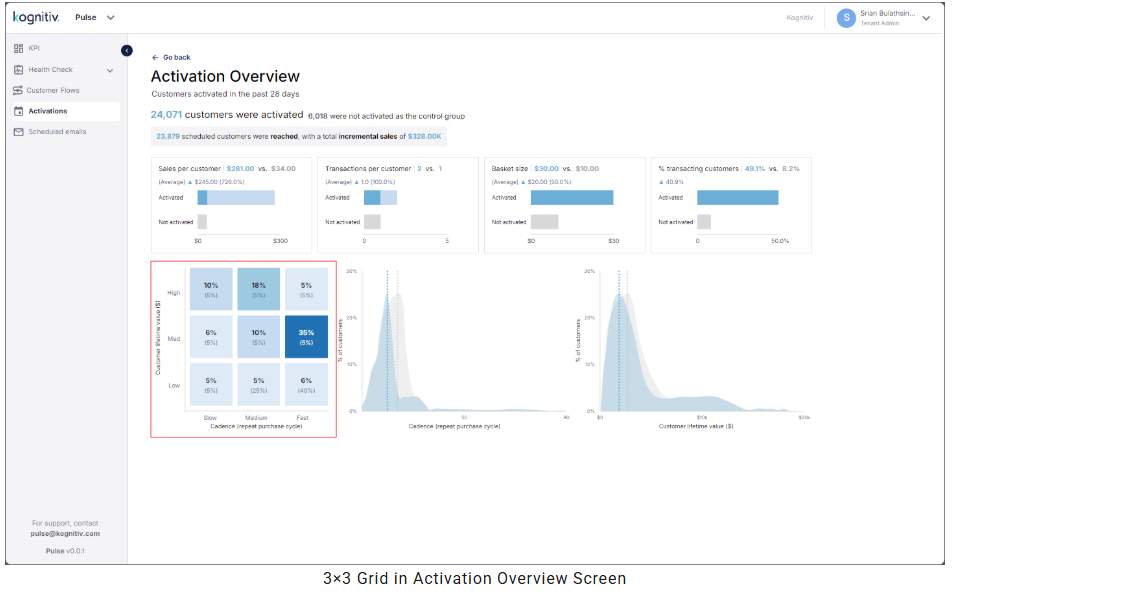 kognitiv. Pulse
Kognitiv
S
Srian Bulathsin...
Tenant Admin
KPI
Health Check
Customer Flows
Activations
Scheduled emails
For support, contact
pulse@kognitiv.com
Pulse v0.0.1
← Go back
Activation Overview
Customers activated in the past 28 days
24,071 customers were activated 6,018 were not activated as the control group
23,879 scheduled customers were reached, with a total incremental sales of $328.00K
Sales per customer $281.00 vs. $34.00
(Average) ▲ $245.00 (720.0%)
Activated
Not activated
$0 $300
Transactions per customer 2 vs. 1
(Average) ▲ 1.0 (100.0%)
Activated
Not activated
0 5
Basket size $30.00 vs. $10.00
(Average) ▲ $20.00 (50.0%)
Activated
Not activated
$0 $30
% transacting customers 49.1% vs. 8.2%
▲ 40.9%
Activated
Not activated
0 50.0%
Customer lifetime value ($)
High
10% 18% 5%
(5%) (5%) (5%)
Med
6% 10% 35%
(5%) (5%) (5%)
Low
5% 5% 6%
(5%) (25%) (40%)
Slow Medium Fast
Cadence (repeat purchase cycle)
% of customers
30%
20%
10%
0%
Cadence (repeat purchase cycle)
% of customers
30%
20%
10%
0%
$0 $10k $20k
Customer lifetime value ($)
3×3 Grid in Activation Overview Screen